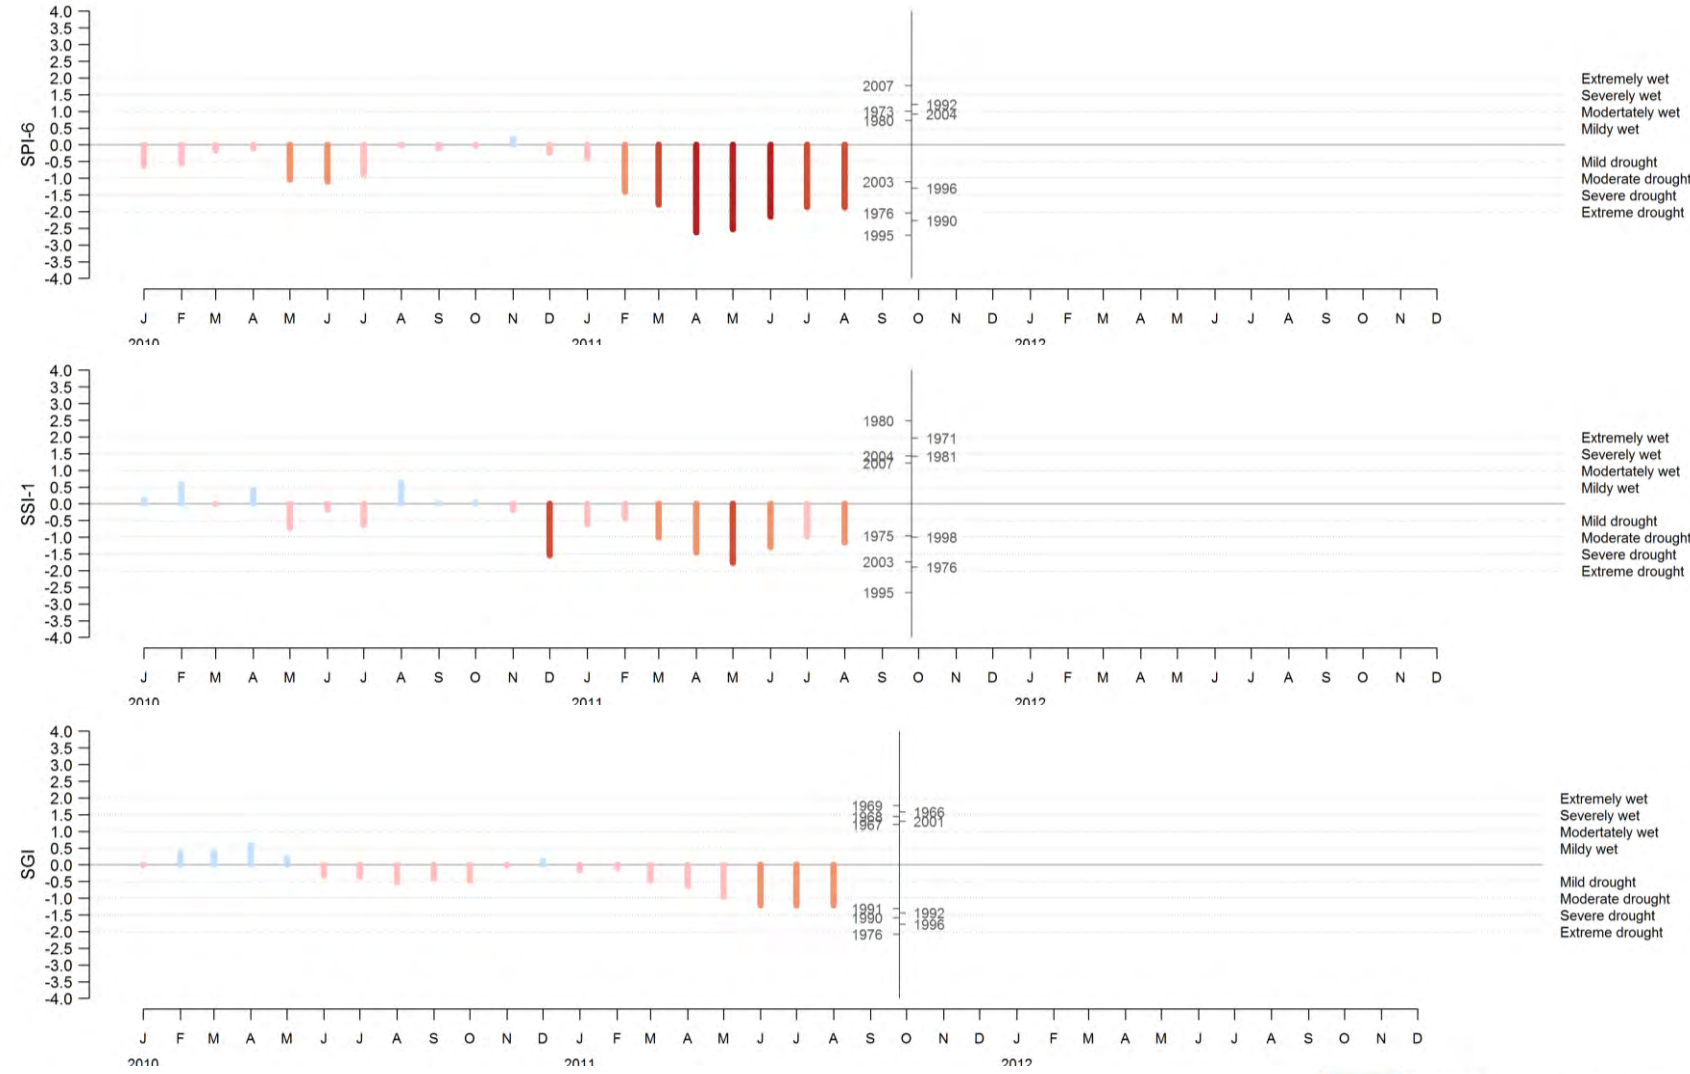 4.0
3.5
3.0
2.5
2.0
1.5
1.0
0.5
0.0
-0.5
-1.0
-1.5
-2.0
-2.5
-3.0
-3.5
-4.0
SPI-6
2007
1992
1973
2004
1980
2003
1996
1976
1990
1995
Extremely wet
Severely wet
Modertately wet
Mildy wet
Mild drought
Moderate drought
Severe drought
Extreme drought
J F M A M J J A S O N D J F M A M J J A S O N D J F M A M J J A S O N D
2010 2011 2012
4.0
3.5
3.0
2.5
2.0
1.5
1.0
0.5
0.0
-0.5
-1.0
-1.5
-2.0
-2.5
-3.0
-3.5
-4.0
SSI-1
1980
1971
2004
1981
2007
1975
1998
2003
1976
1995
Extremely wet
Severely wet
Modertately wet
Mildy wet
Mild drought
Moderate drought
Severe drought
Extreme drought
J F M A M J J A S O N D J F M A M J J A S O N D J F M A M J J A S O N D
2010 2011 2012
4.0
3.5
3.0
2.5
2.0
1.5
1.0
0.5
0.0
-0.5
-1.0
-1.5
-2.0
-2.5
-3.0
-3.5
-4.0
SGI
1969
1966
1968
2001
1967
1991
1992
1990
1996
1976
Extremely wet
Severely wet
Modertately wet
Mildy wet
Mild drought
Moderate drought
Severe drought
Extreme drought
J F M A M J J A S O N D J F M A M J J A S O N D J F M A M J J A S O N D
2010 2011 2012